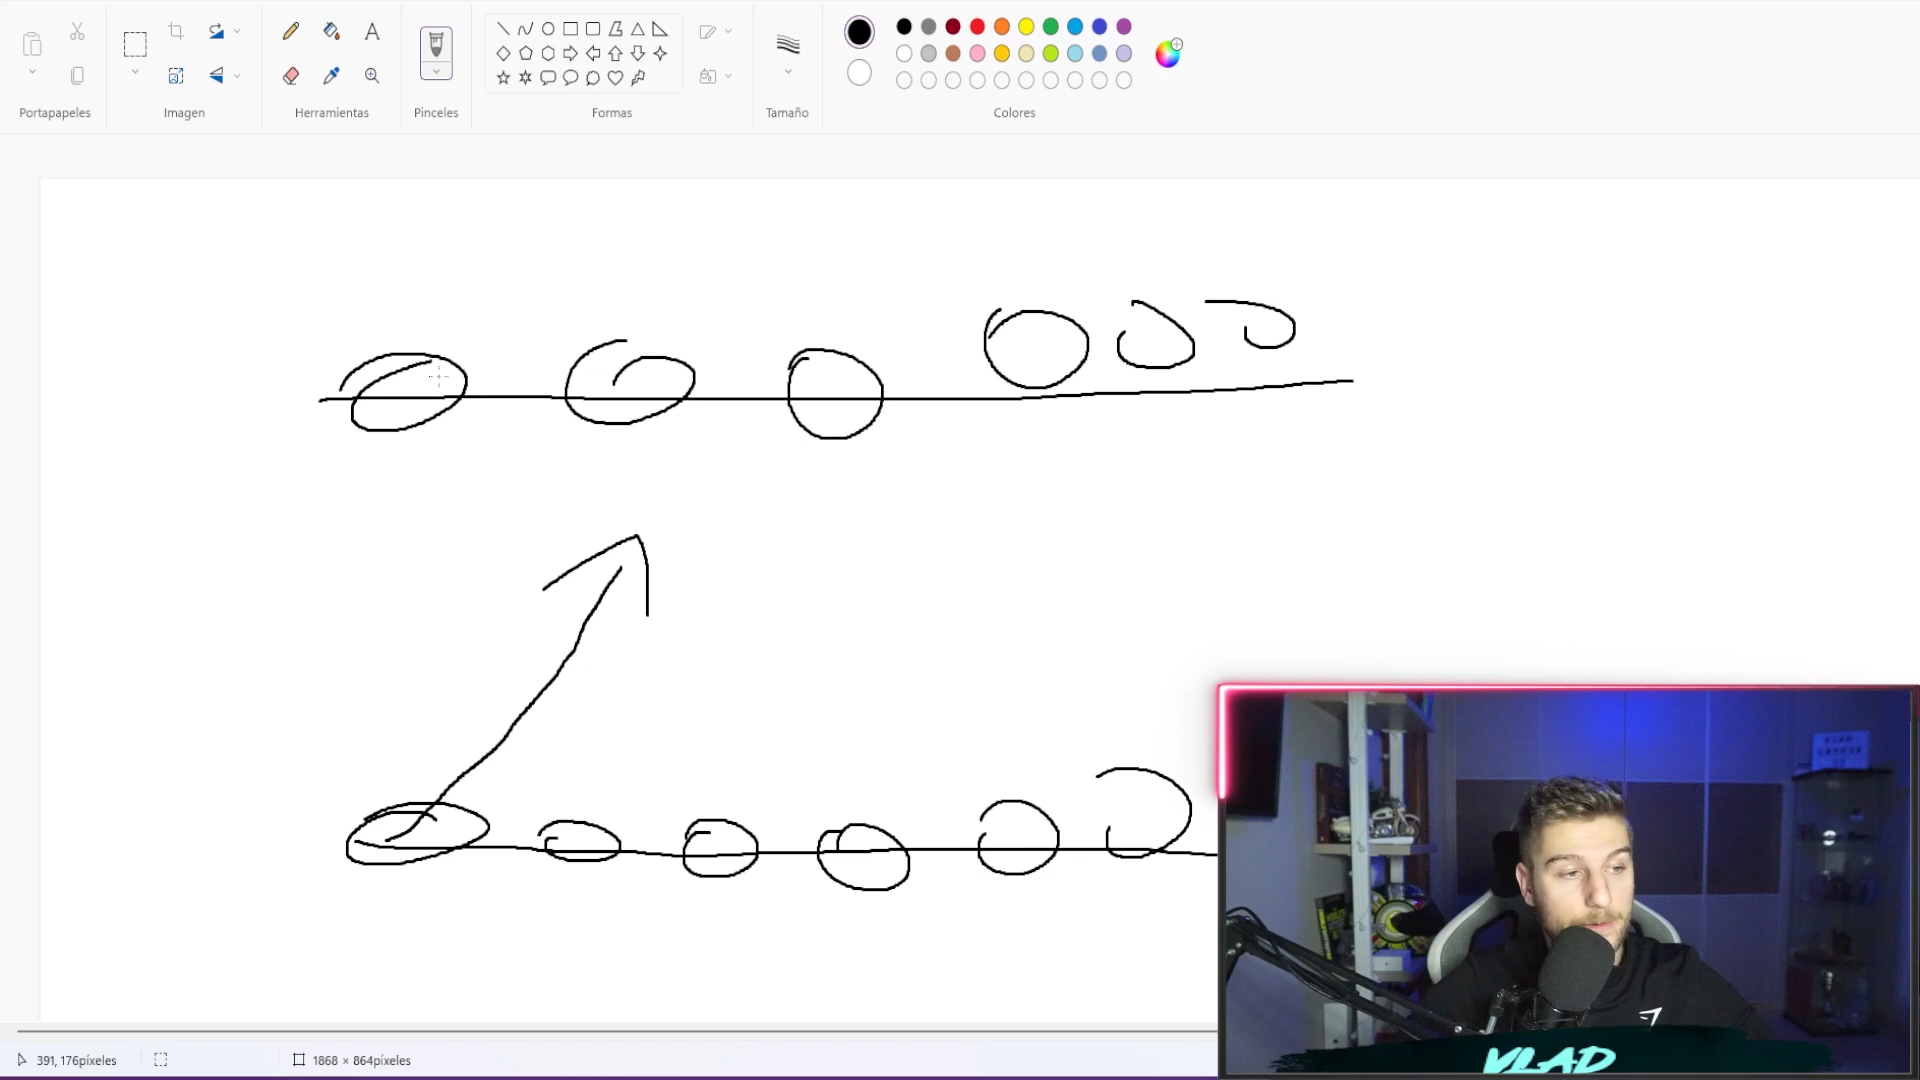 Portapapeles
Imagen
Herramientas
Pinceles
Formas
Tamaño
Colores
391, 176píxeles
1868 × 864píxeles
VLAD